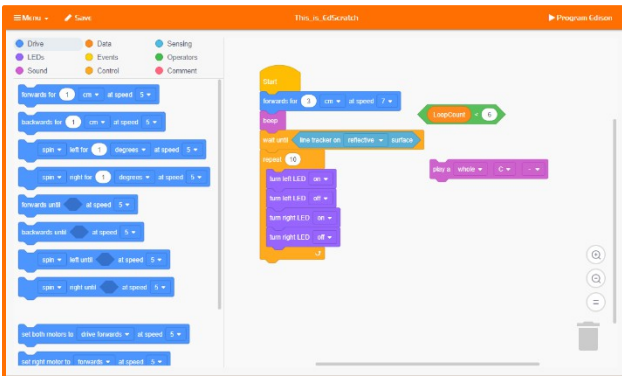 Menu Save This_is_EdScratch Program Edison
Drive Data Sensing
LEDs Events Operators
Sound Control Comment
forwards for 1 cm at speed 5
backwards for 1 cm at speed 5
spin left for 1 degrees at speed 5
spin right for 1 degrees at speed 5
forwards until at speed 5
backwards until at speed 5
spin left until at speed 5
spin right until at speed 5
set both motors to drive forwards at speed 5
set right motor to forwards at speed 5
Start
forwards for 3 cm at speed 7
beep
wait until line tracker on reflective surface
repeat 10
turn left LED on
turn left LED off
turn right LED on
turn right LED off
LoopCount 6
play a whole C -
=